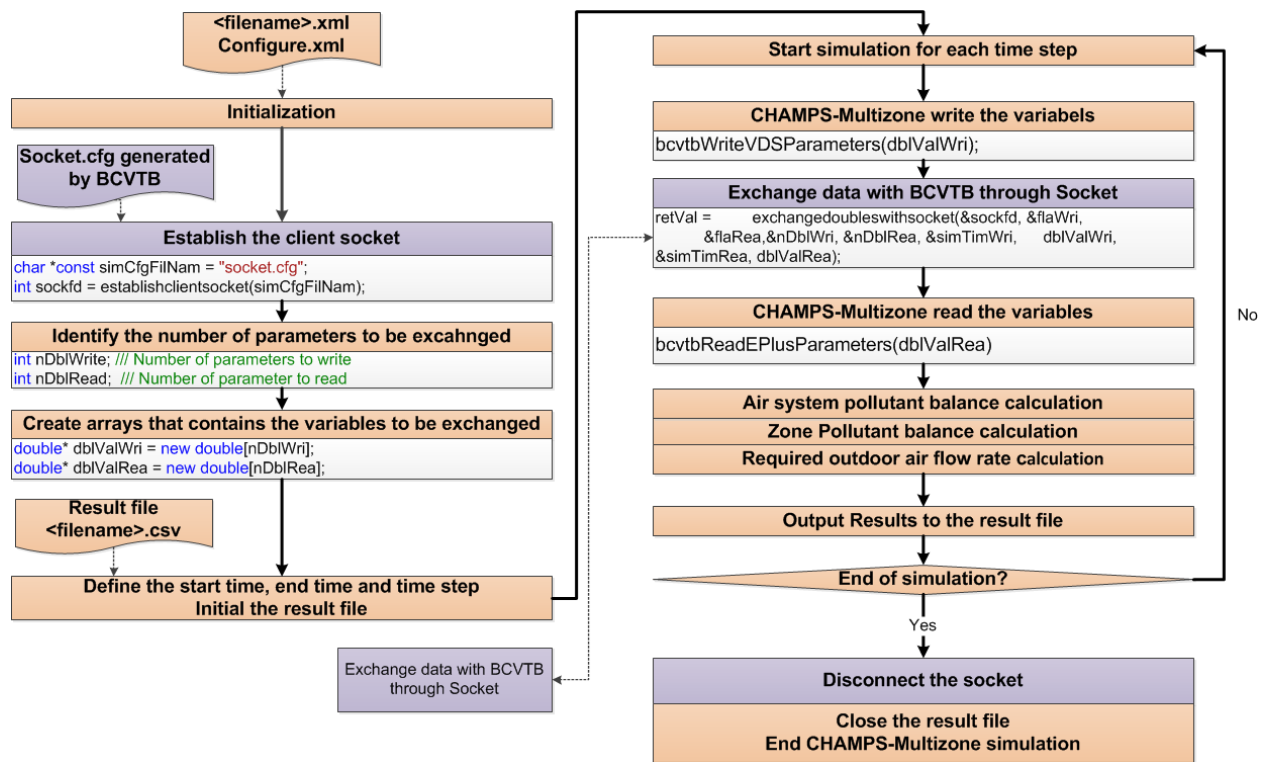 <filename>.xml
Configure.xml
Initialization
Socket.cfg generated
by BCVTB
Establish the client socket
char *const simCfgFilNam = "socket.cfg";
int sockfd = establishclientsocket(simCfgFilNam);
Identify the number of parameters to be excahnged
int nDblWrite; /// Number of parameters to write
int nDblRead; /// Number of parameter to read
Create arrays that contains the variables to be exchanged
double* dblValWri = new double[nDblWri];
double* dblValRea = new double[nDblRea];
Result file
<filename>.csv
Define the start time, end time and time step
Initial the result file
Exchange data with BCVTB
through Socket
Start simulation for each time step
CHAMPS-Multizone write the variabels
bcvtbWriteVDSParameters(dblValWri);
Exchange data with BCVTB through Socket
retVal = exchangedoubleswithsocket(&sockfd, &flaWri,
&flaRea,&nDblWri, &nDblRea, &simTimWri, dblValWri,
&simTimRea, dblValRea);
CHAMPS-Multizone read the variables
bcvtbReadEPlusParameters(dblValRea)
Air system pollutant balance calculation
Zone Pollutant balance calculation
Required outdoor air flow rate calculation
Output Results to the result file
End of simulation?
No
Yes
Disconnect the socket
Close the result file
End CHAMPS-Multizone simulation